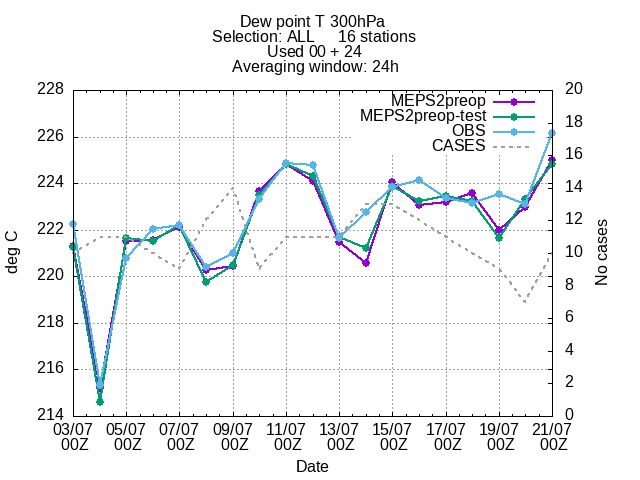 Dew point T 300hPa
Selection: ALL 16 stations
Used 00 + 24
Averaging window: 24h
228
226
224
222
220
218
216
214
deg C
20
18
16
14
12
10
8
6
4
2
0
No cases
MEPS2preop
MEPS2preop-test
OBS
CASES
03/07 05/07 07/07 09/07 11/07 13/07 15/07 17/07 19/07 21/07
00Z 00Z 00Z 00Z 00Z 00Z 00Z 00Z 00Z 00Z
Date